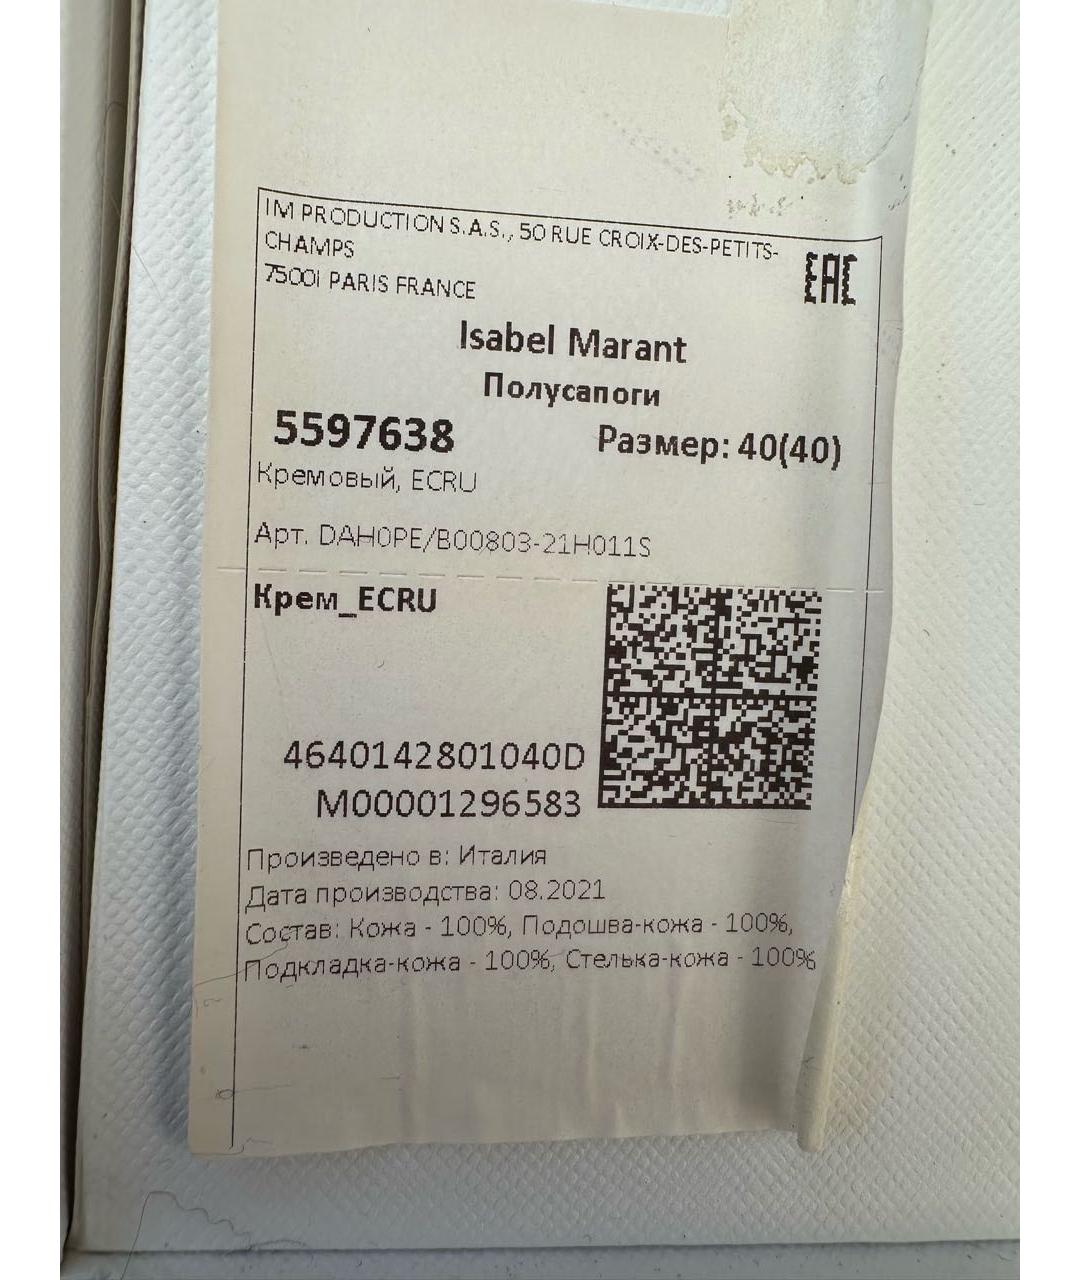 IM PRODUCTION S.A.S., 50 RUE CROIX-DES-PETITS-
CHAMPS
75001 PARIS FRANCE
EAC
Isabel Marant
Полусапоги
5597638
Размер: 40(40)
Кремовый, ECRU
Арт. DAH0PE/B00803-21H011S
Крем_ECRU
4640142801040D
M00001296583
Произведено в: Италия
Дата производства: 08.2021
Состав: Кожа - 100%, Подошва-кожа - 100%,
Подкладка-кожа - 100%, Стелька-кожа - 100%